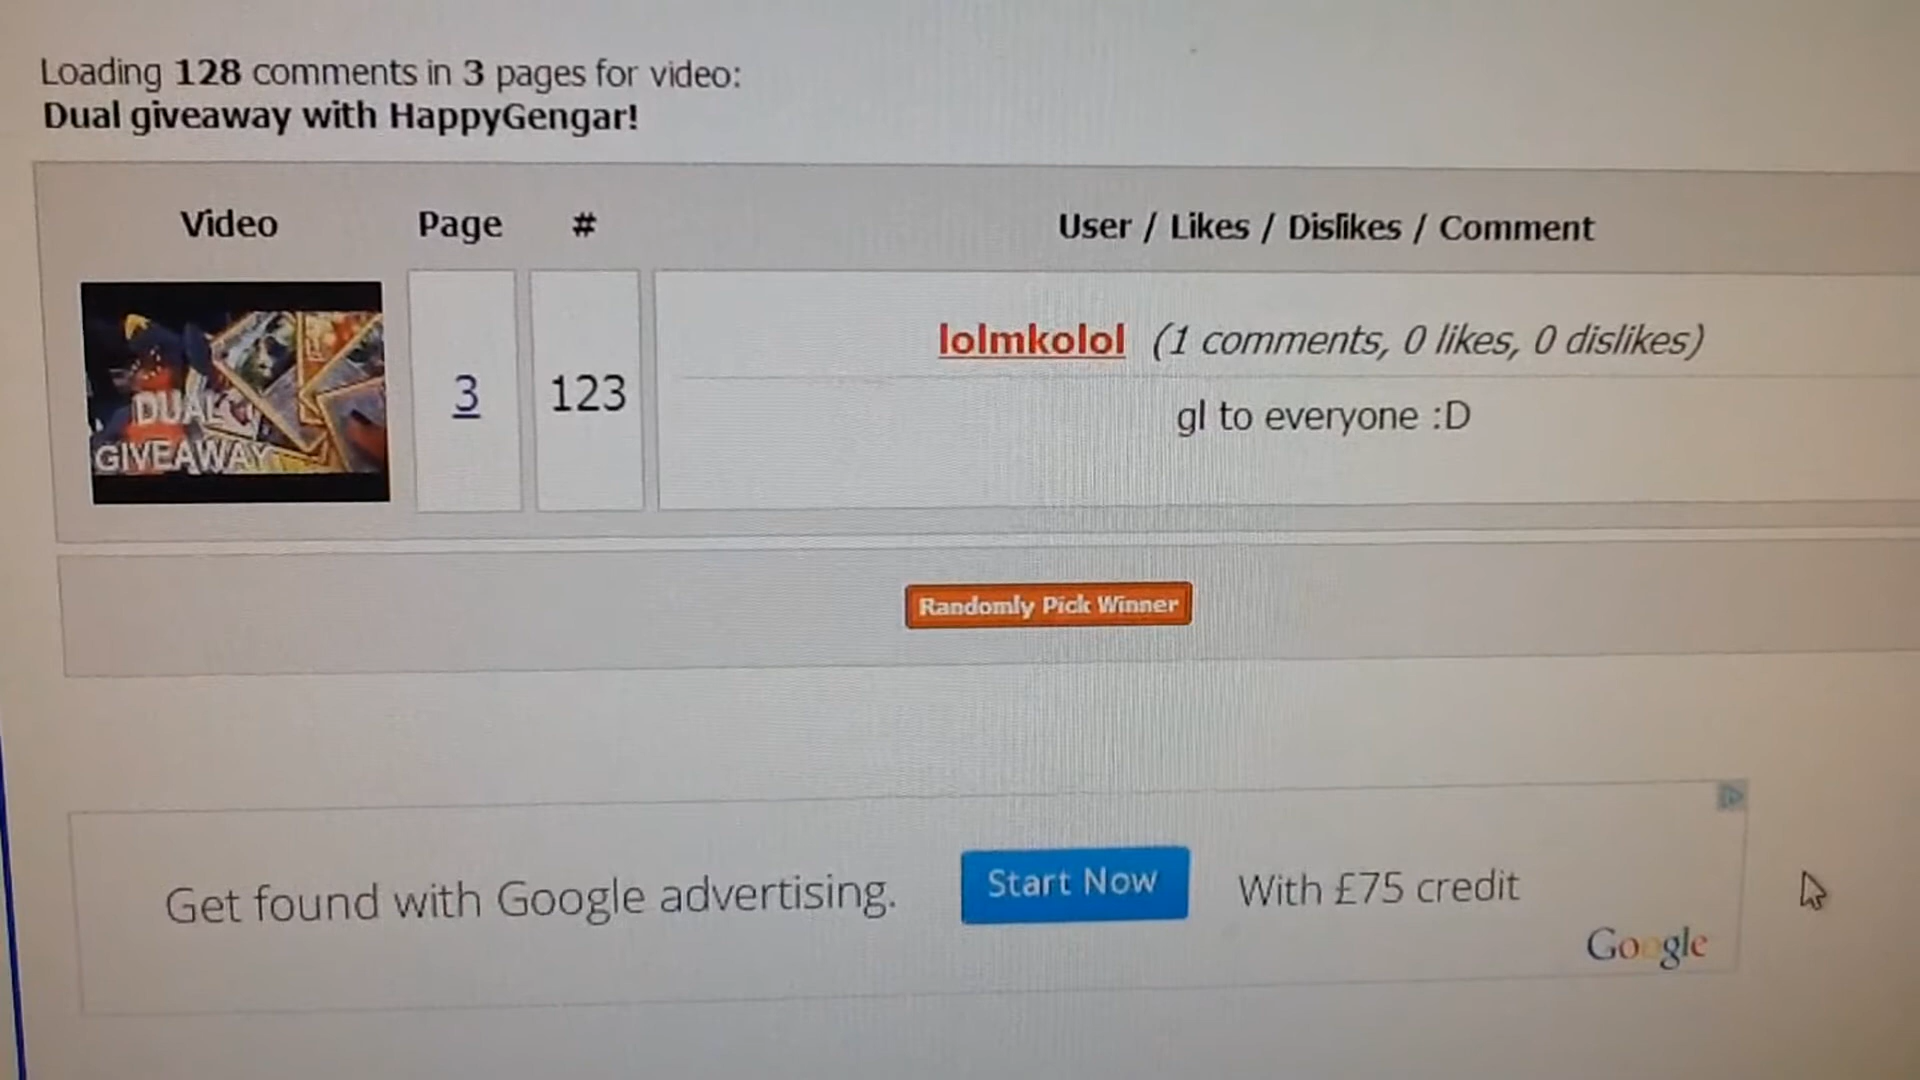 Loading 128 comments in 3 pages for video:
Dual giveaway with HappyGengar!
Video Page # User / Likes / Dislikes / Comment
DUAL
GIVEAWAY
3 123
lolmkolol (1 comments, 0 likes, 0 dislikes)
gl to everyone :D
Randomly Pick Winner
Get found with Google advertising. Start Now With £75 credit
Google